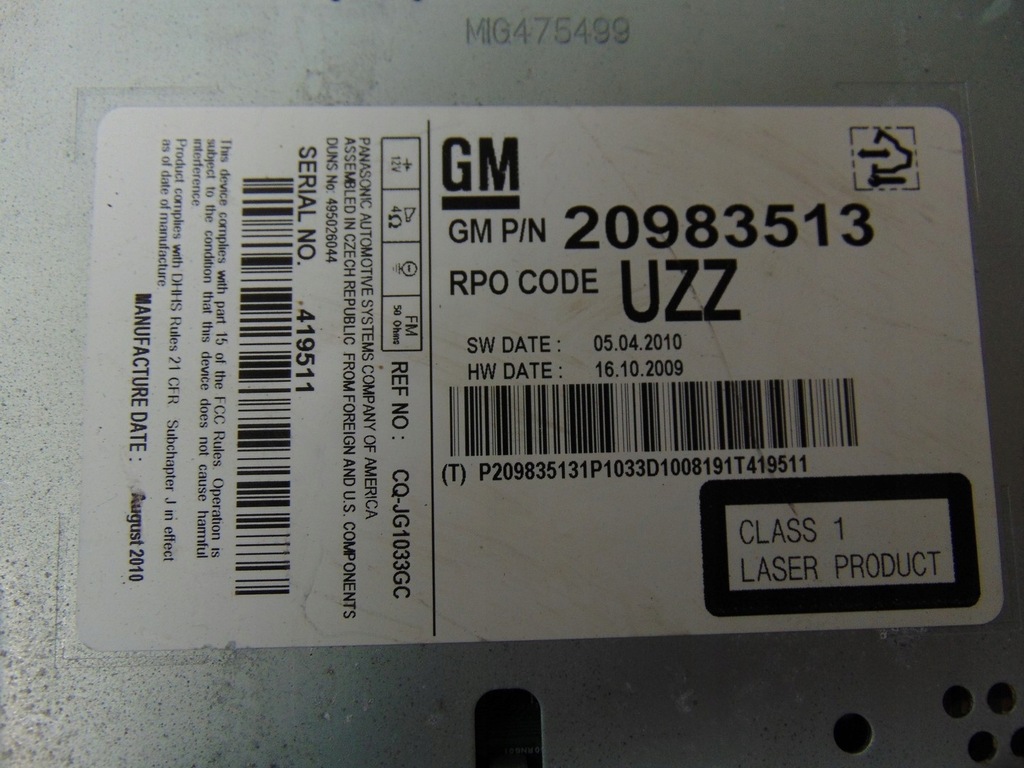 MIG475499
GM
GM P/N 20983513
RPO CODE UZZ
SW DATE : 05.04.2010
HW DATE : 16.10.2009
(T) P209835131P1033D1008191T419511
CLASS 1
LASER PRODUCT
12V
4Ω
FM
50 Ohms
REF NO : CQ-JG1033GC
PANASONIC AUTOMOTIVE SYSTEMS COMPANY OF AMERICA
ASSEMBLED IN CZECH REPUBLIC FROM FOREIGN AND U.S. COMPONENTS
DUNS No: 495026044
SERIAL NO. 419511
This device complies with part 15 of the FCC Rules. Operation is
subject to the condition that this device does not cause harmful
interference
Product complies with DHHS Rules 21 CFR Subchapter J in effect
as of date of manufacture.
MANUFACTURE DATE : August 2010